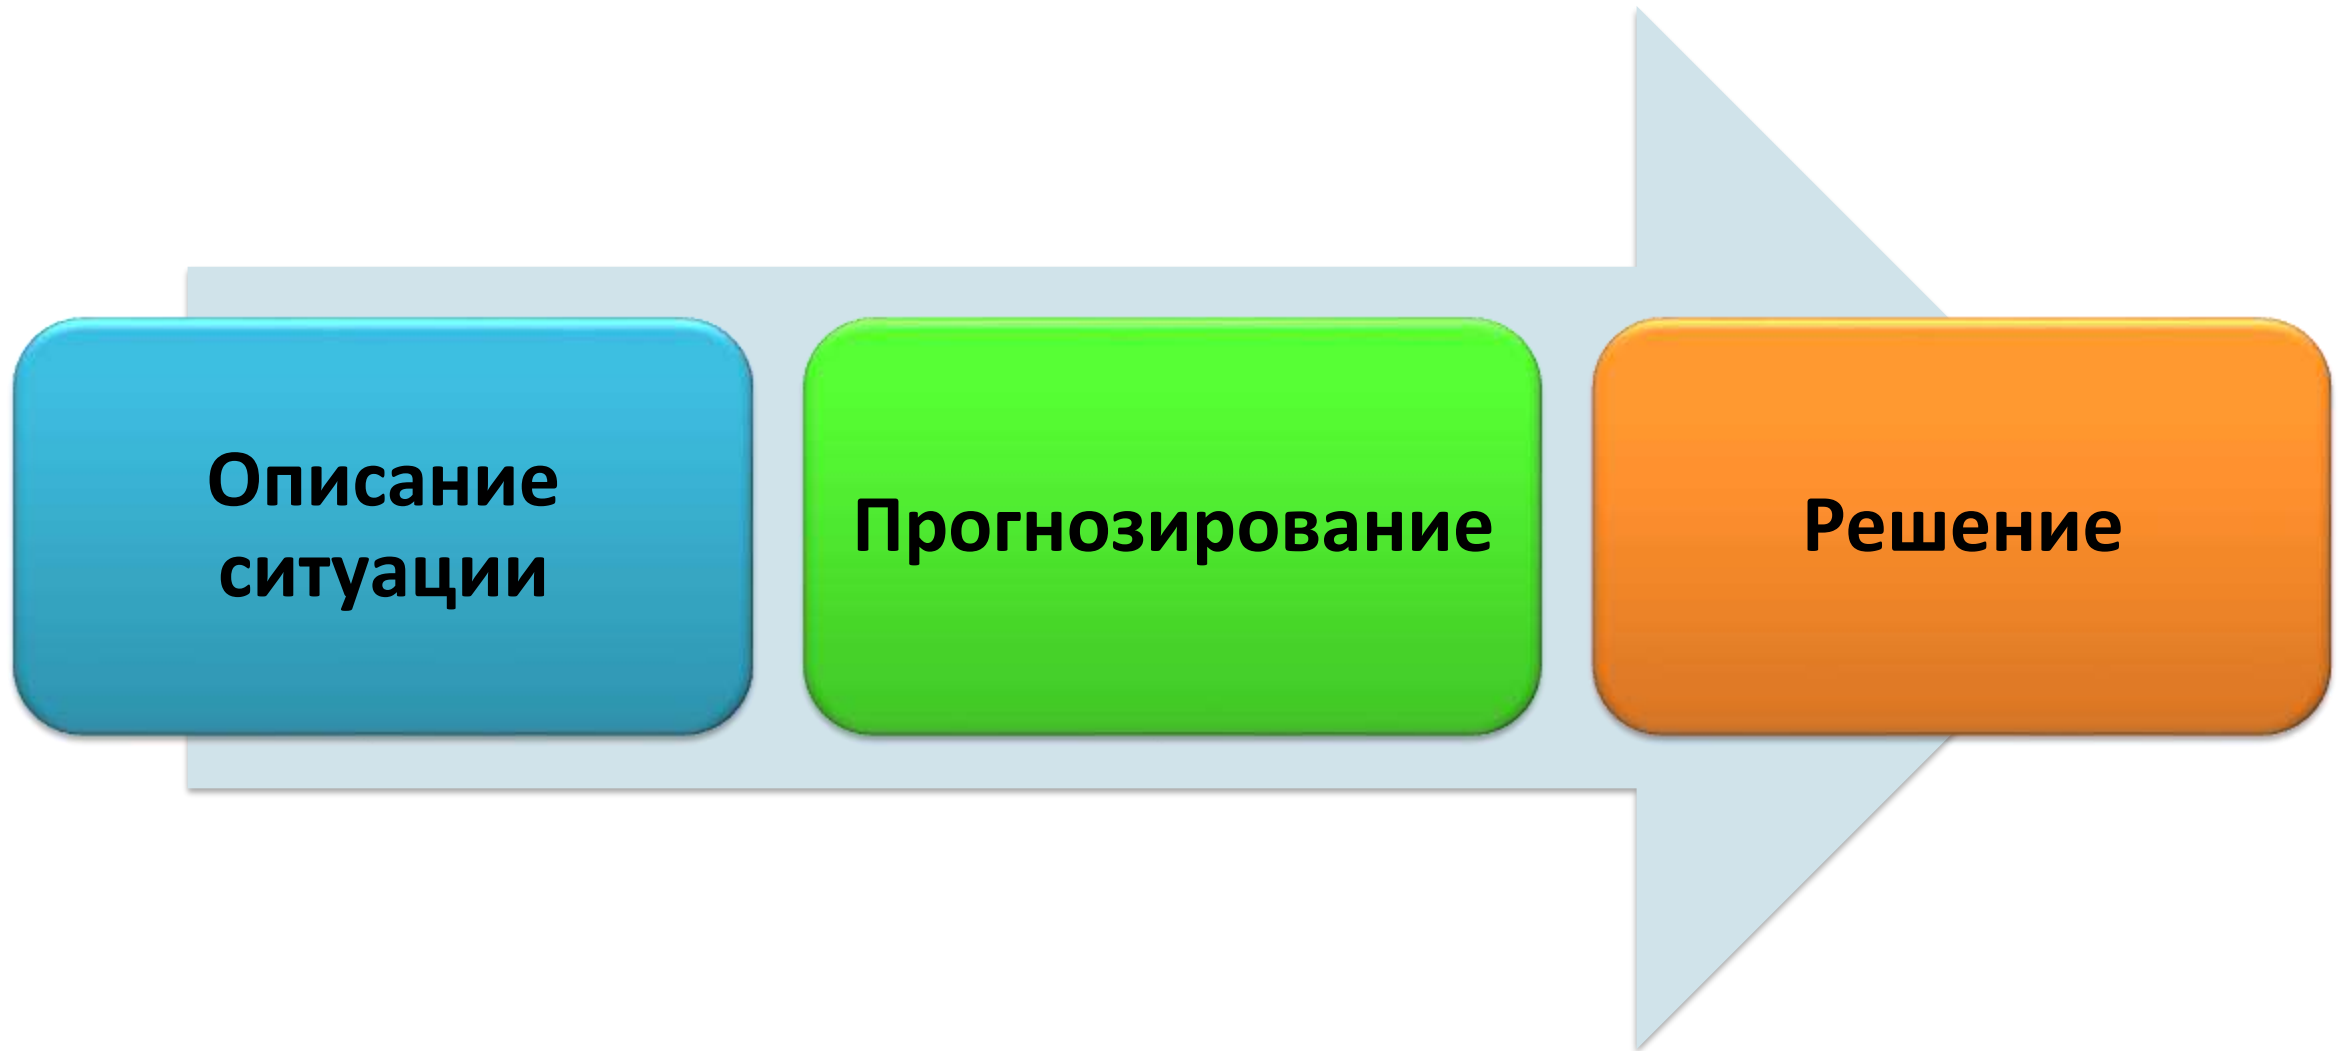 Описание
ситуации
Прогнозирование
Решение